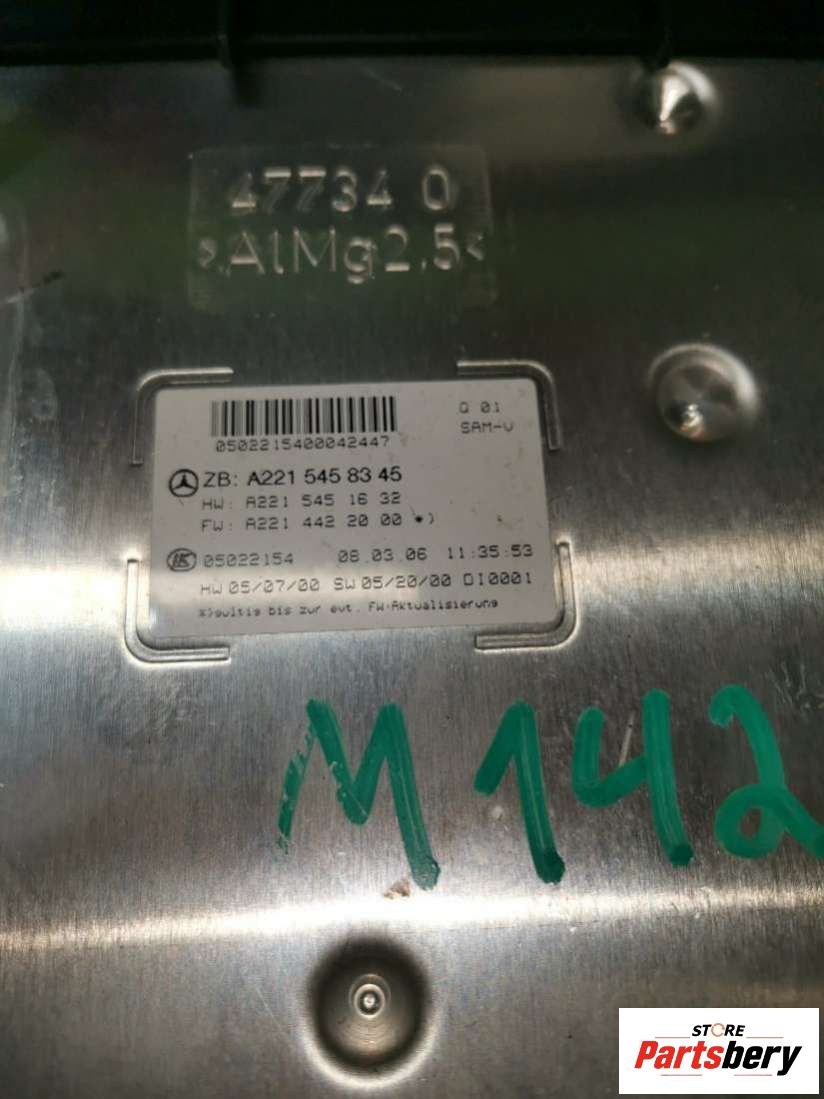 47734 0
>.AlMg2.5<
Q 01
SAM-V
0502215400042447
ZB: A221 545 83 45
HW: A221 545 16 32
FW: A221 442 20 00 *)
05022154 08.03.06 11:35:53
HW 05/07/00 SW 05/20/00 DI0001
*)gültig bis zur evt. FW-Aktualisierung
M142
STORE
Partsbery